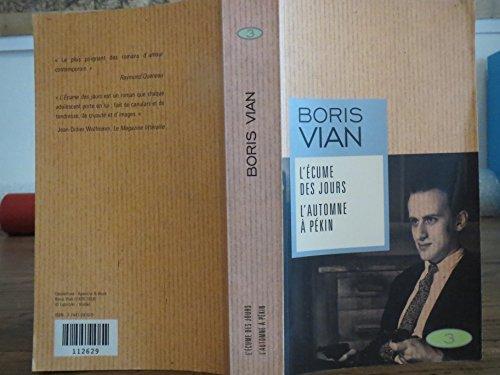 « Le plus poignant des romans d'amour
contemporain. »
Raymond Queneau
« L'Écume des jours est un roman que chaque
adolescent porte en lui : fait de canulars et de
tendresse, de cruauté et d'images. »
Jean-Didier Wolfromm, Le Magazine littéraire
112629
3
BORIS VIAN
L'ÉCUME DES JOURS
L'AUTOMNE À PÉKIN
BORIS
VIAN
L'ÉCUME
DES JOURS
L'AUTOMNE
À PÉKIN
3